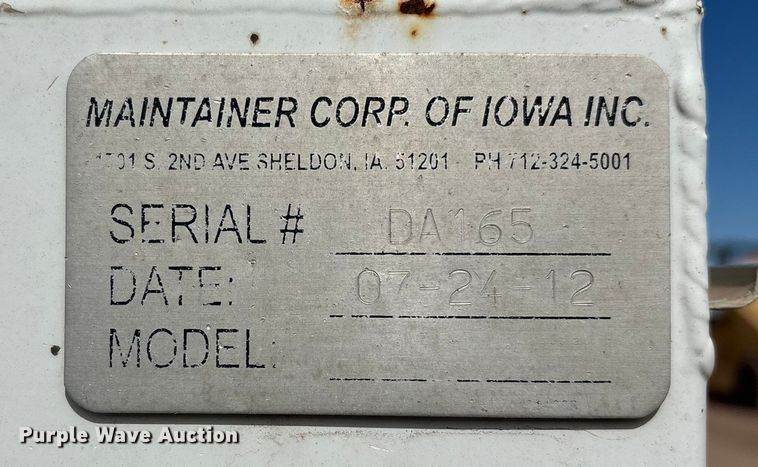 MAINTAINER CORP. OF IOWA INC.
S. 2ND AVE SHELDON, IA. 51201 PH 712-324-5001
SERIAL # DA165
DATE: 07-24-12
MODEL:
Purple Wave Auction